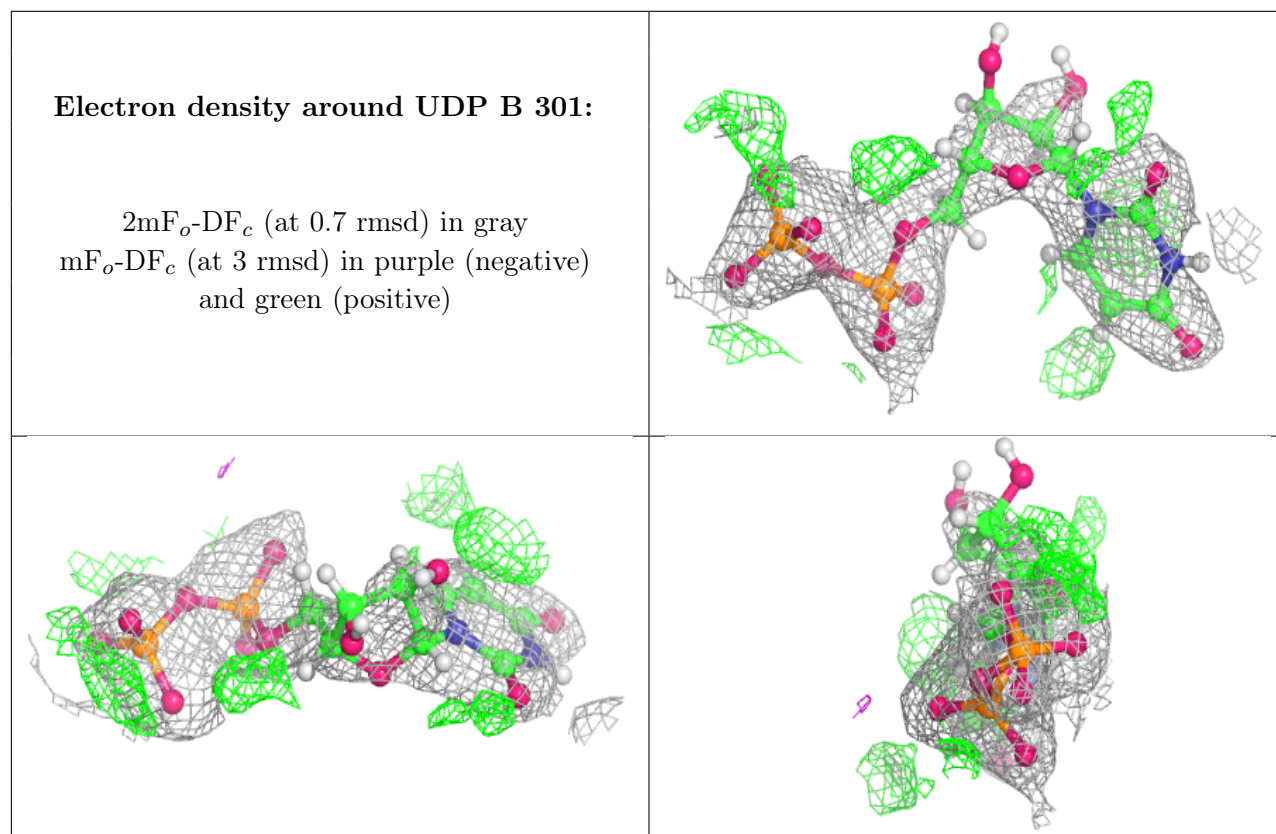 Electron density around UDP B 301:
2mFo-DFc (at 0.7 rmsd) in gray
mFo-DFc (at 3 rmsd) in purple (negative)
and green (positive)